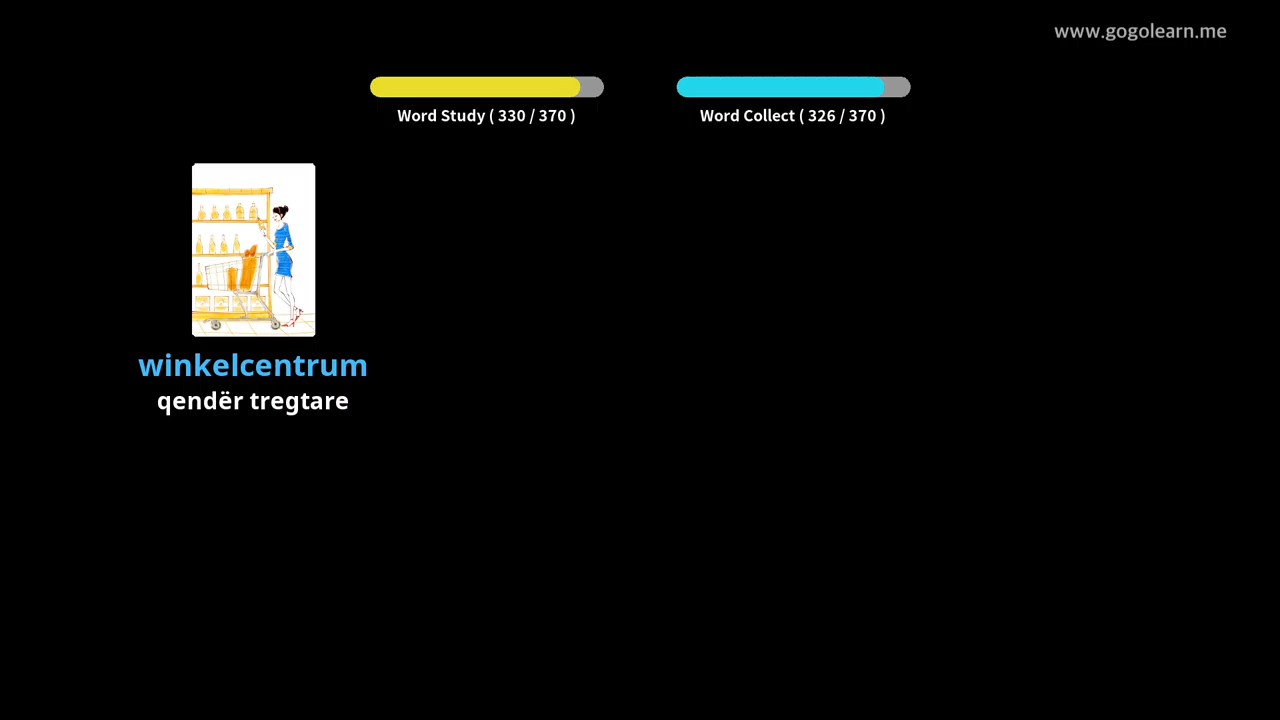 www.gogolearn.me
Word Study ( 330 / 370 )
Word Collect ( 326 / 370 )
winkelcentrum
qendër tregtare